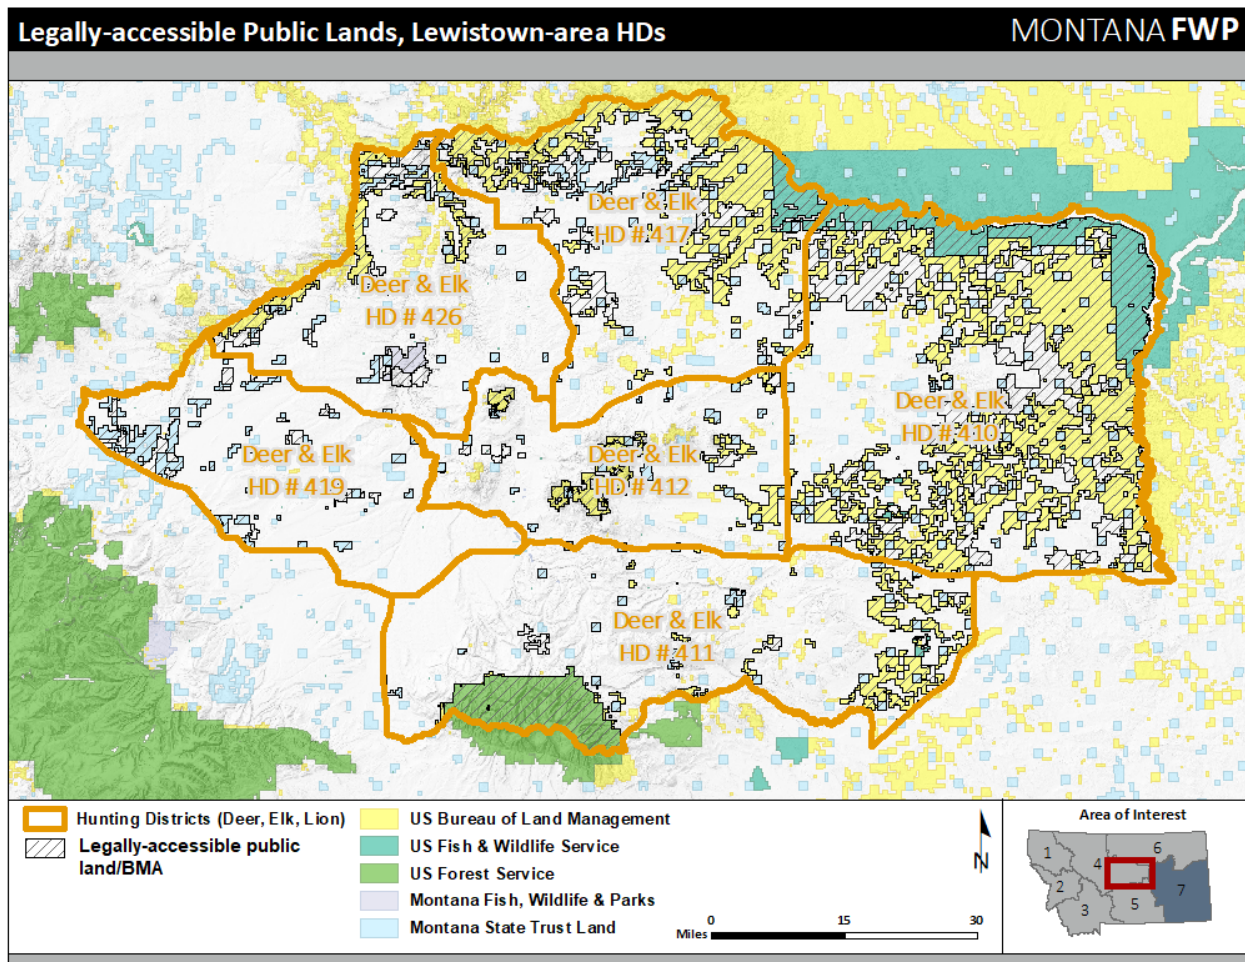 Legally-accessible Public Lands, Lewistown-area HDs
MONTANA FWP
Deer & Elk
HD # 417
Deer & Elk
HD # 426
Deer & Elk
HD # 410
Deer & Elk
HD # 419
Deer & Elk
HD # 412
Deer & Elk
HD # 411
Hunting Districts (Deer, Elk, Lion)
Legally-accessible public
land/BMA
US Bureau of Land Management
US Fish & Wildlife Service
US Forest Service
Montana Fish, Wildlife & Parks
Montana State Trust Land
0 15 30
Miles
N
Area of Interest
1
2
3
4
5
6
7